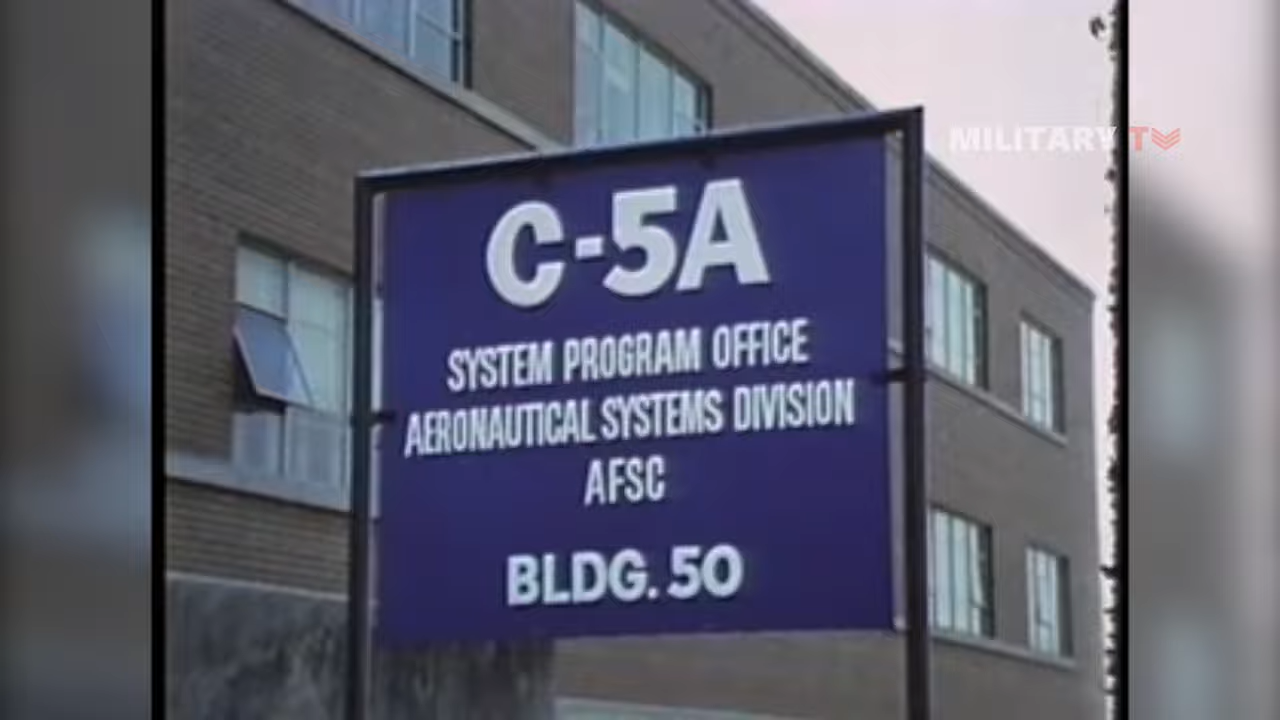 MILITARY TV
C-5A
SYSTEM PROGRAM OFFICE
AERONAUTICAL SYSTEMS DIVISION
AFSC
BLDG. 50